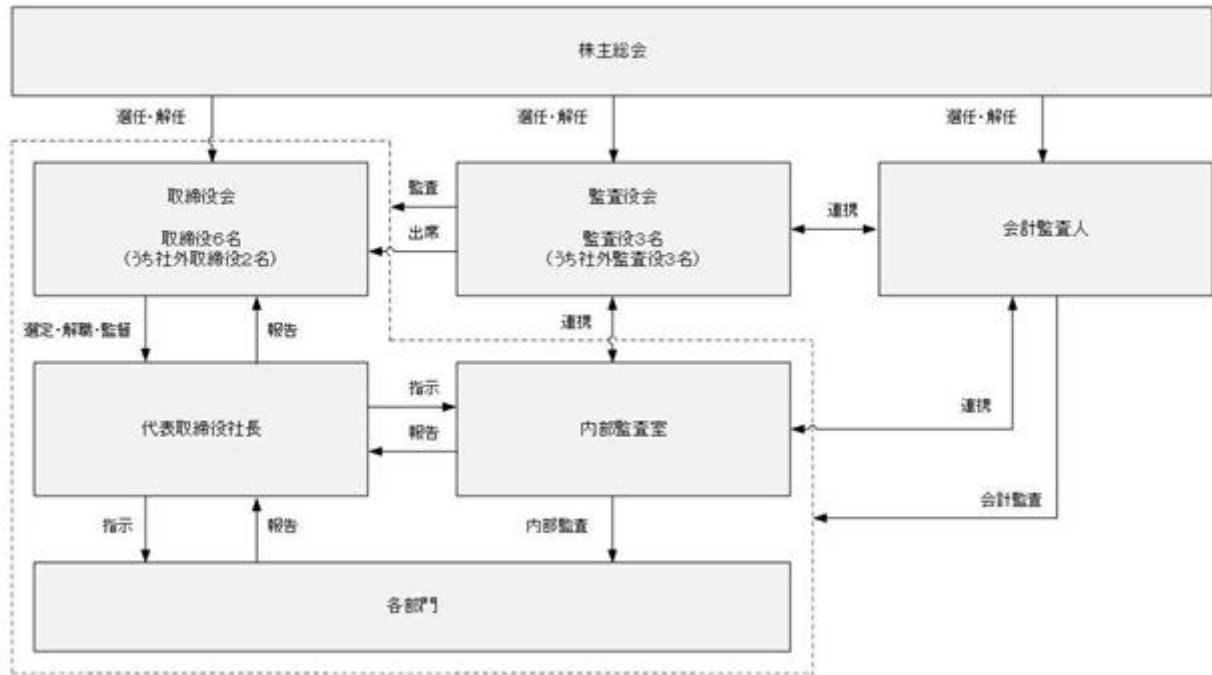 株主総会
選任・解任
選任・解任
選任・解任
取締役会
取締役6名
(うち社外取締役2名)
監査
出席
監査役会
監査役3名
(うち社外監査役3名)
連携
会計監査人
選定・解職・監督
報告
連携
代表取締役社長
指示
報告
内部監査室
連携
指示
報告
内部監査
会計監査
各部門